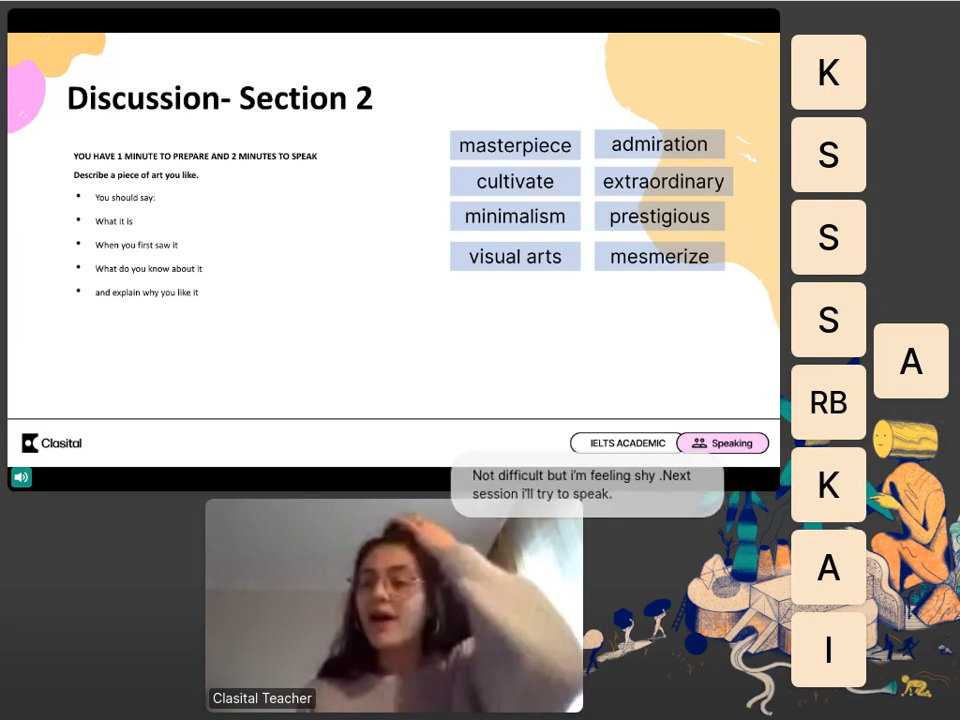 Discussion- Section 2
YOU HAVE 1 MINUTE TO PREPARE AND 2 MINUTES TO SPEAK
Describe a piece of art you like.
• You should say:
• What it is
• When you first saw it
• What do you know about it
• and explain why you like it
masterpiece admiration
cultivate extraordinary
minimalism prestigious
visual arts mesmerize
Clasital
IELTS ACADEMIC Speaking
Not difficult but i'm feeling shy .Next
session i'll try to speak.
Clasital Teacher
K
S
S
S
A
RB
K
A
I